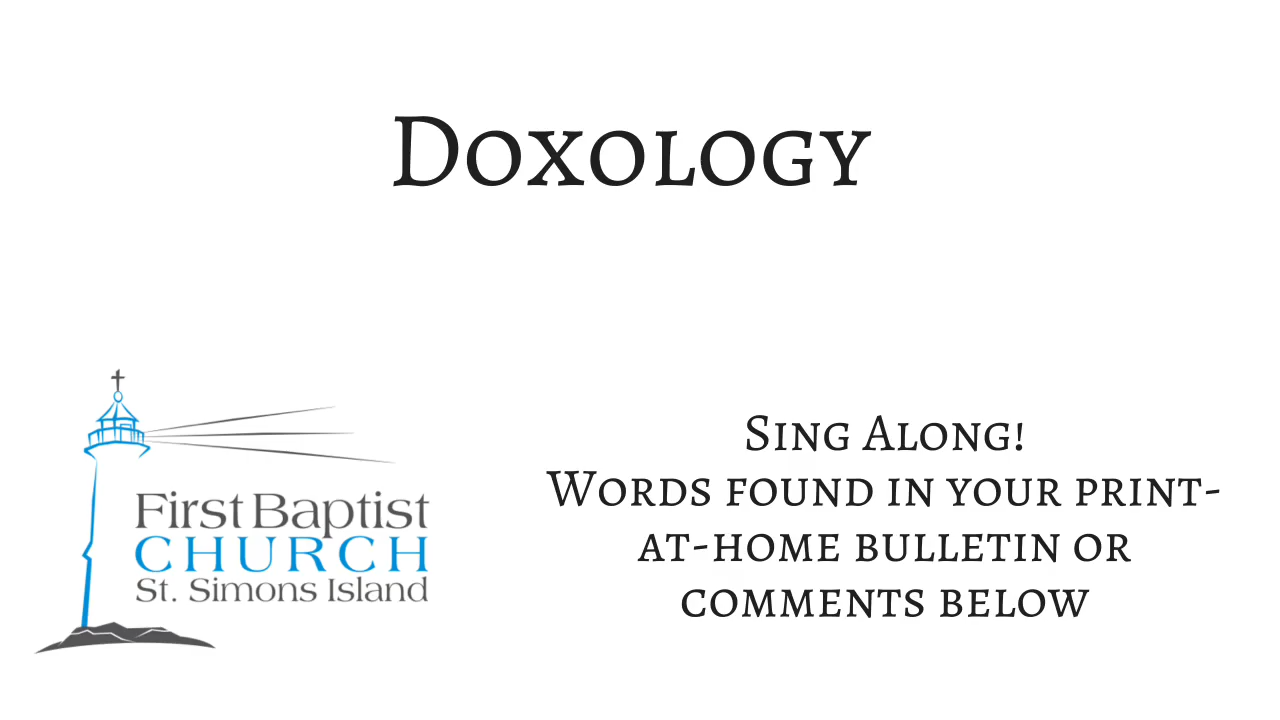 Doxology
First Baptist
CHURCH
St. Simons Island
Sing Along!
Words found in your print-
at-home bulletin or
comments below